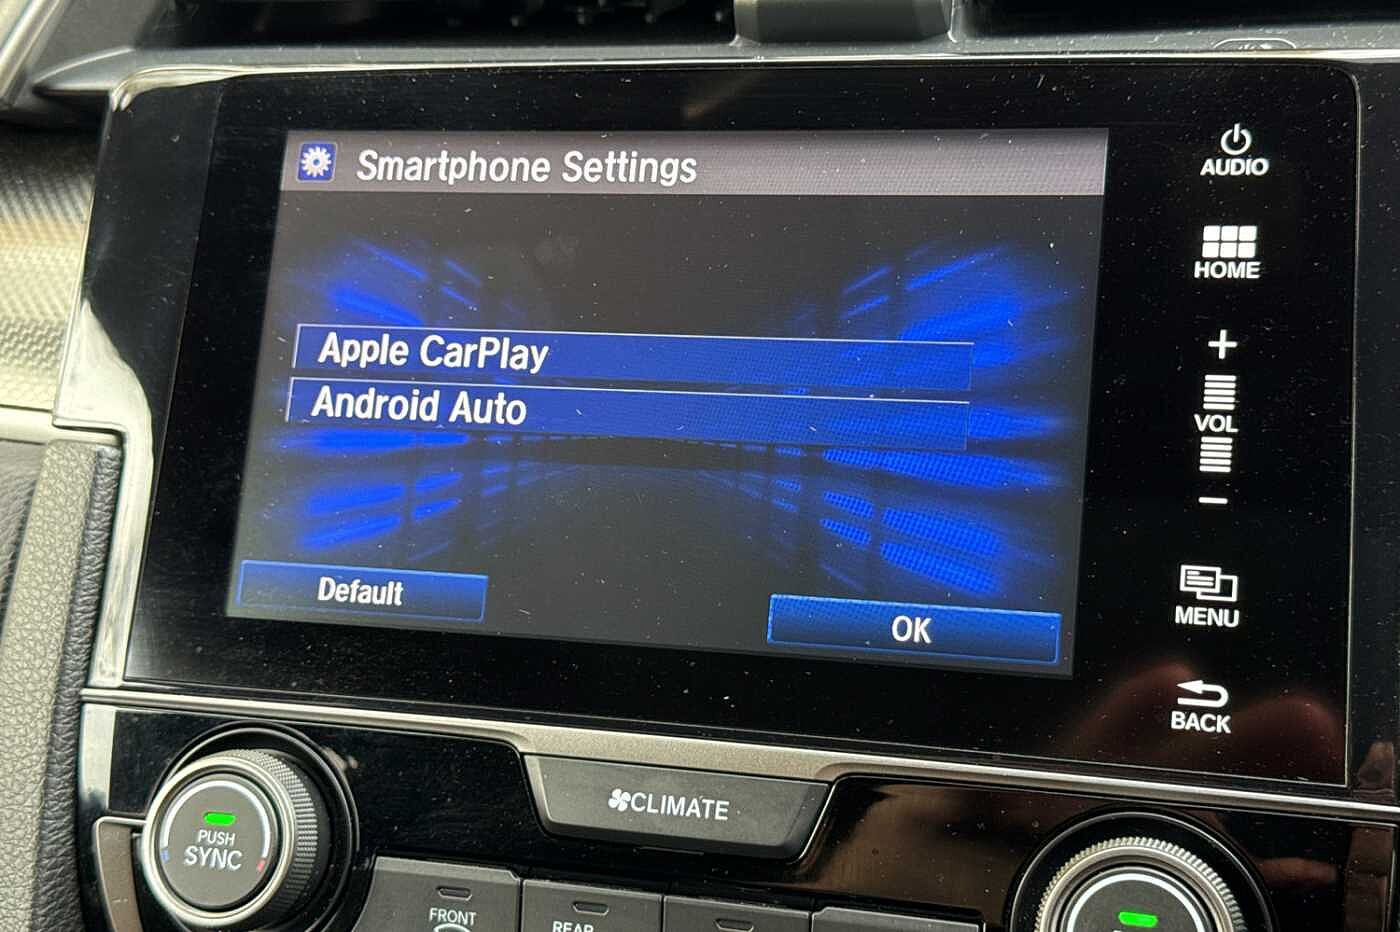 Smartphone Settings
Apple CarPlay
Android Auto
Default
OK
AUDIO
HOME
+
VOL
−
MENU
BACK
CLIMATE
PUSH
SYNC
FRONT
REAR